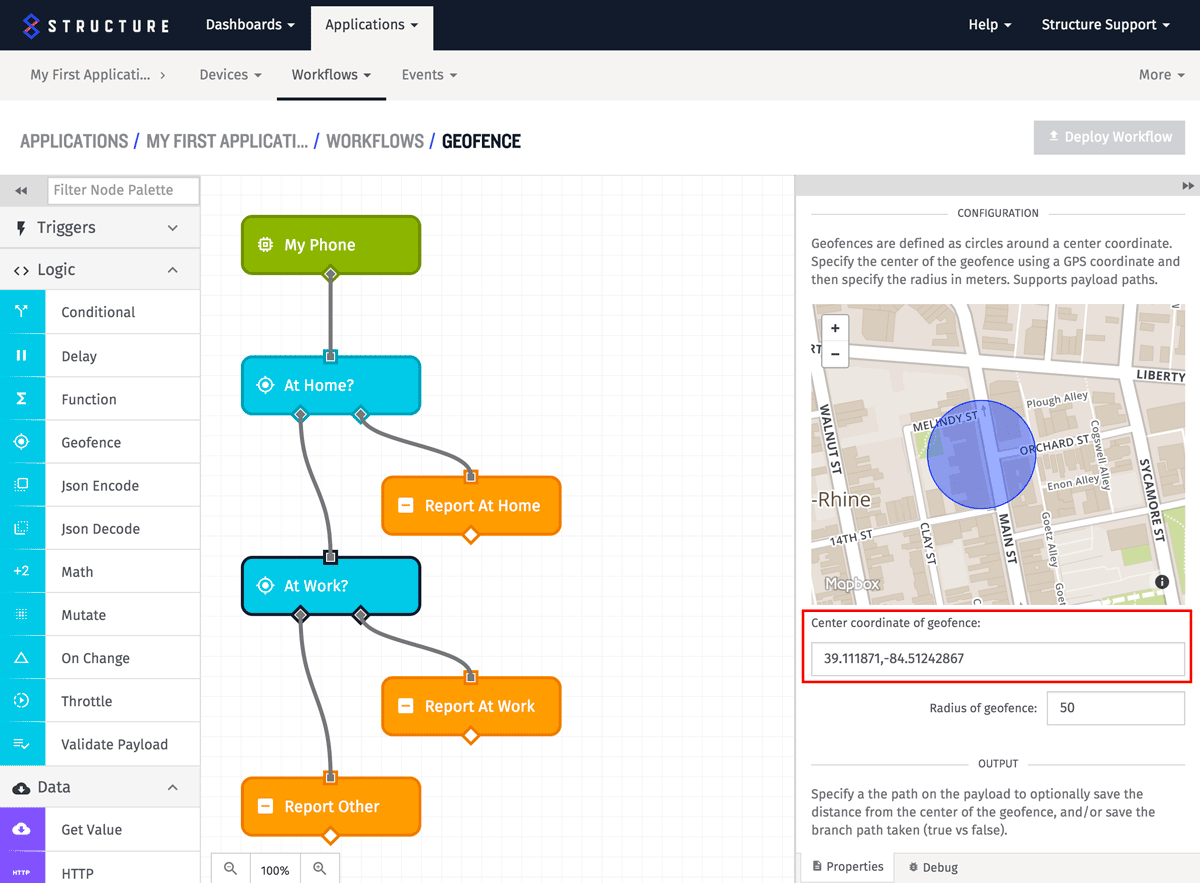 STRUCTURE
Dashboards
Applications
Help
Structure Support
My First Applicati...
Devices
Workflows
Events
More
APPLICATIONS / MY FIRST APPLICATI... / WORKFLOWS / GEOFENCE
Deploy Workflow
Filter Node Palette
Triggers
Logic
Conditional
Delay
Function
Geofence
Json Encode
Json Decode
+2 Math
Mutate
On Change
Throttle
Validate Payload
Data
Get Value
HTTP HTTP
My Phone
At Home?
Report At Home
At Work?
Report At Work
Report Other
100%
CONFIGURATION
Geofences are defined as circles around a center coordinate.
Specify the center of the geofence using a GPS coordinate and
then specify the radius in meters. Supports payload paths.
+
−
LIBERTY
Plough Alley
MELINDY ST
WALNUT ST
ORCHARD ST
Cogswell Alley
Enon Alley
SYCAMORE ST
-Rhine
14TH ST
CLAY ST
MAIN ST
Goetz Alley
Goet
Mapbox
Center coordinate of geofence:
39.111871,-84.51242867
Radius of geofence: 50
OUTPUT
Specify a the path on the payload to optionally save the
distance from the center of the geofence, and/or save the
branch path taken (true vs false).
Properties
Debug